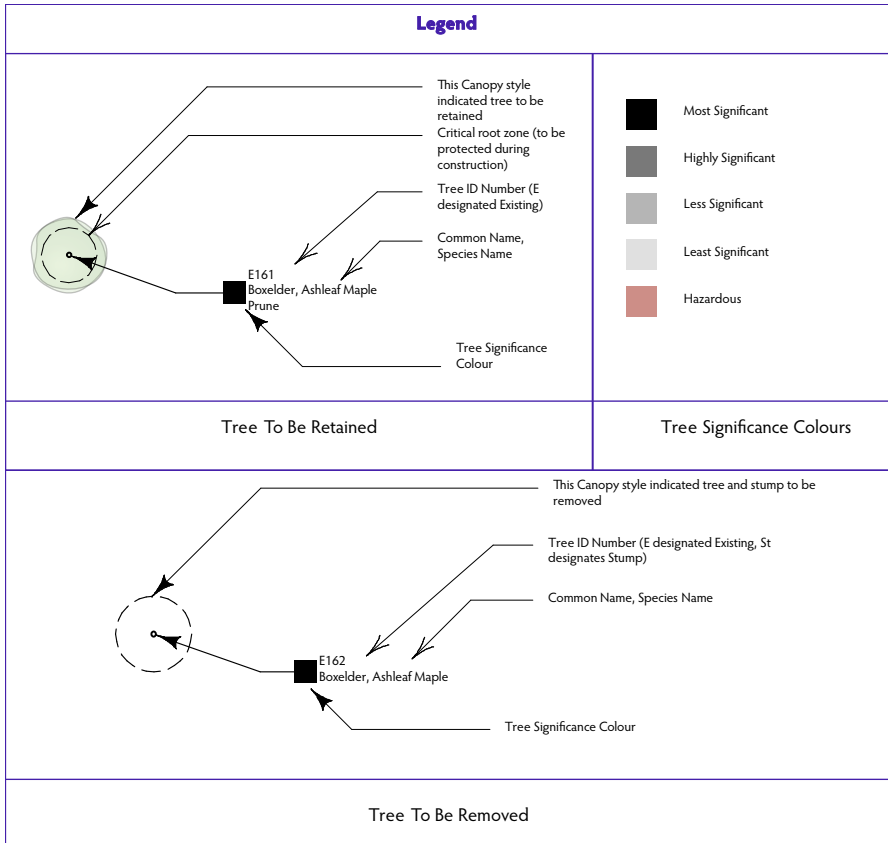 Legend
This Canopy style
indicated tree to be
retained
Critical root zone (to be
protected during
construction)
Tree ID Number (E
designated Existing)
Common Name,
Species Name
E161
Boxelder, Ashleaf Maple
Prune
Tree Significance
Colour
Most Significant
Highly Significant
Less Significant
Least Significant
Hazardous
Tree To Be Retained
Tree Significance Colours
This Canopy style indicated tree and stump to be
removed
Tree ID Number (E designated Existing, St
designates Stump)
Common Name, Species Name
E162
Boxelder, Ashleaf Maple
Tree Significance Colour
Tree To Be Removed